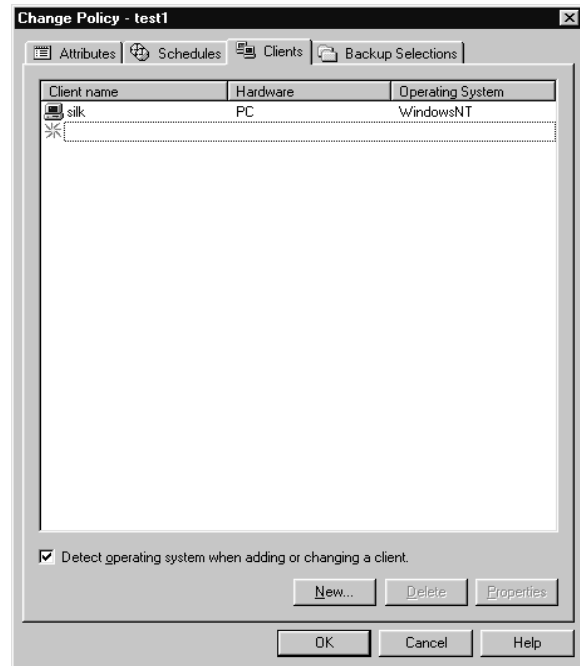 Change Policy - test1
Attributes Schedules Clients Backup Selections
Client name Hardware Operating System
silk PC WindowsNT
Detect operating system when adding or changing a client.
New... Delete Properties
OK Cancel Help